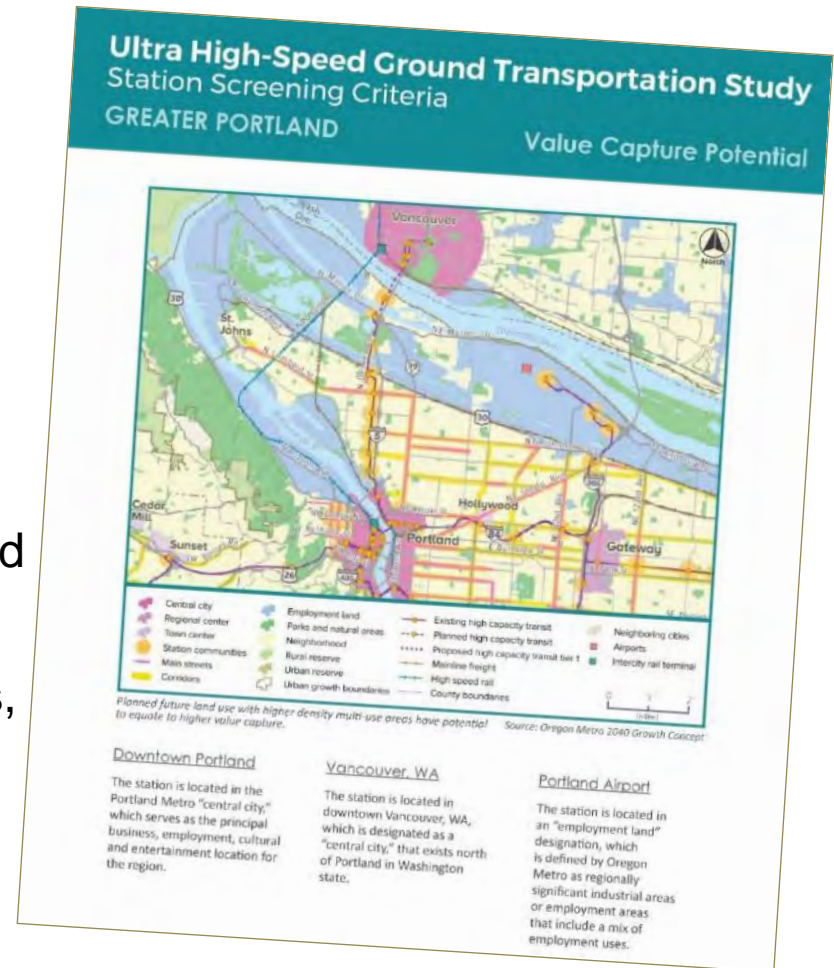 Ultra High-Speed Ground Transportation Study
Station Screening Criteria
GREATER PORTLAND
Value Capture Potential
Vancouver
North
30
St.
Johns
99
30
5
205
Cedar
Mill
Hollywood
84
Sunset
Portland
Gateway
26
405
d
s,
Central city
Regional center
Town center
Station communities
Main streets
Corridors
Employment land
Parks and natural areas
Neighborhood
Rural reserve
Urban reserve
Urban growth boundaries
Existing high capacity transit
Planned high capacity transit
Proposed high capacity transit tier 1
Mainline freight
High speed rail
County boundaries
Neighboring cities
Airports
Intercity rail terminal
Planned future land use with higher density multi-use areas have potential
to equate to higher value capture.
Source: Oregon Metro 2040 Growth Concept
Downtown Portland
The station is located in the
Portland Metro "central city,"
which serves as the principal
business, employment, cultural
and entertainment location for
the region.
Vancouver, WA
The station is located in
downtown Vancouver, WA,
which is designated as a
"central city," that exists north
of Portland in Washington
state.
Portland Airport
The station is located in
an "employment land"
designation, which
is defined by Oregon
Metro as regionally
significant industrial areas
or employment areas
that include a mix of
employment uses.